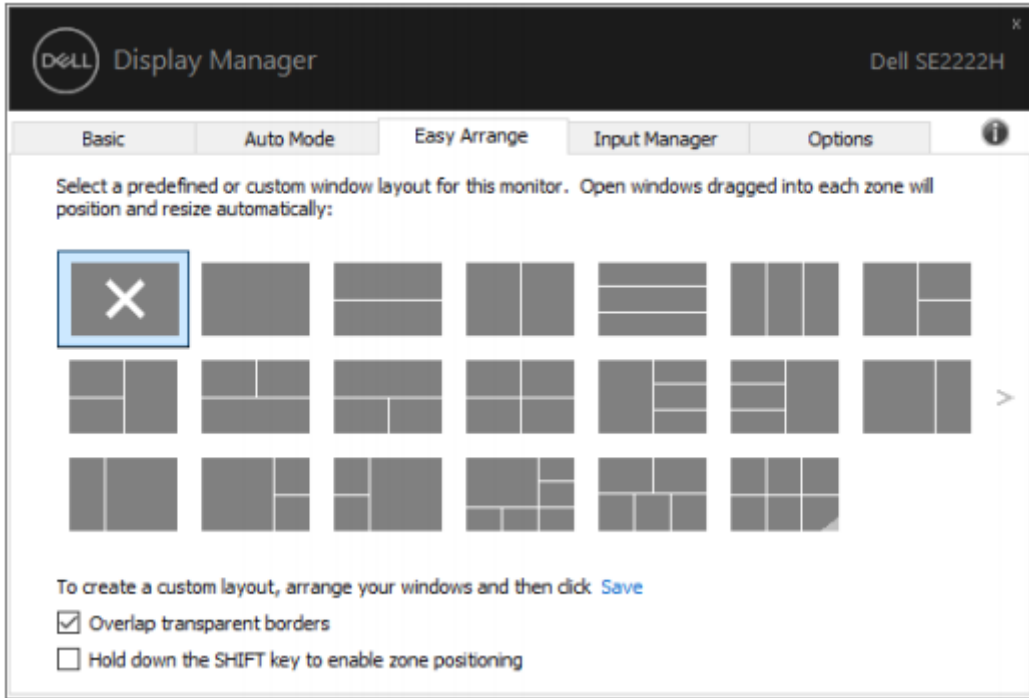 x
DELL Display Manager Dell SE2222H
Basic Auto Mode Easy Arrange Input Manager Options
Select a predefined or custom window layout for this monitor. Open windows dragged into each zone will
position and resize automatically:
>
To create a custom layout, arrange your windows and then click Save
Overlap transparent borders
Hold down the SHIFT key to enable zone positioning